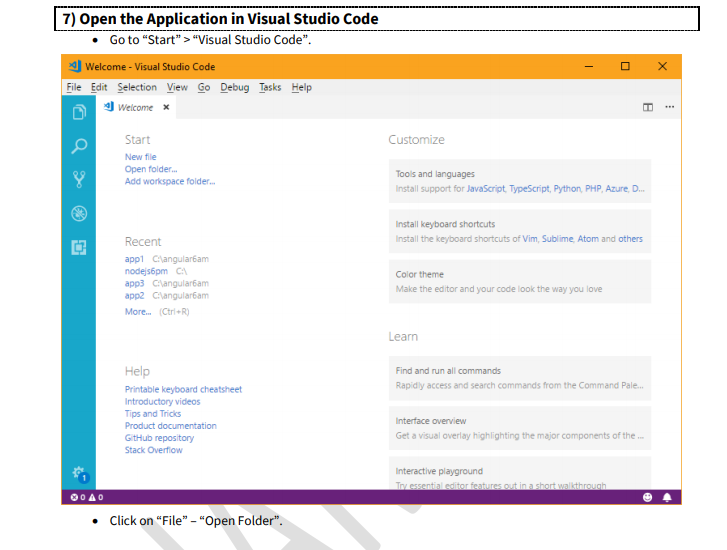 7) Open the Application in Visual Studio Code
• Go to “Start” > “Visual Studio Code”.
Welcome - Visual Studio Code
File Edit Selection View Go Debug Tasks Help
Welcome
Start
New file
Open folder...
Add workspace folder...
Recent
app1 C:\angular6am
nodejs6pm C:\
app3 C:\angular6am
app2 C:\angular6am
More... (Ctrl+R)
Help
Printable keyboard cheatsheet
Introductory videos
Tips and Tricks
Product documentation
GitHub repository
Stack Overflow
Customize
Tools and languages
Install support for JavaScript, TypeScript, Python, PHP, Azure, D...
Install keyboard shortcuts
Install the keyboard shortcuts of Vim, Sublime, Atom and others
Color theme
Make the editor and your code look the way you love
Learn
Find and run all commands
Rapidly access and search commands from the Command Pale...
Interface overview
Get a visual overlay highlighting the major components of the ...
Interactive playground
Try essential editor features out in a short walkthrough
1
0 0
• Click on “File” – “Open Folder”.